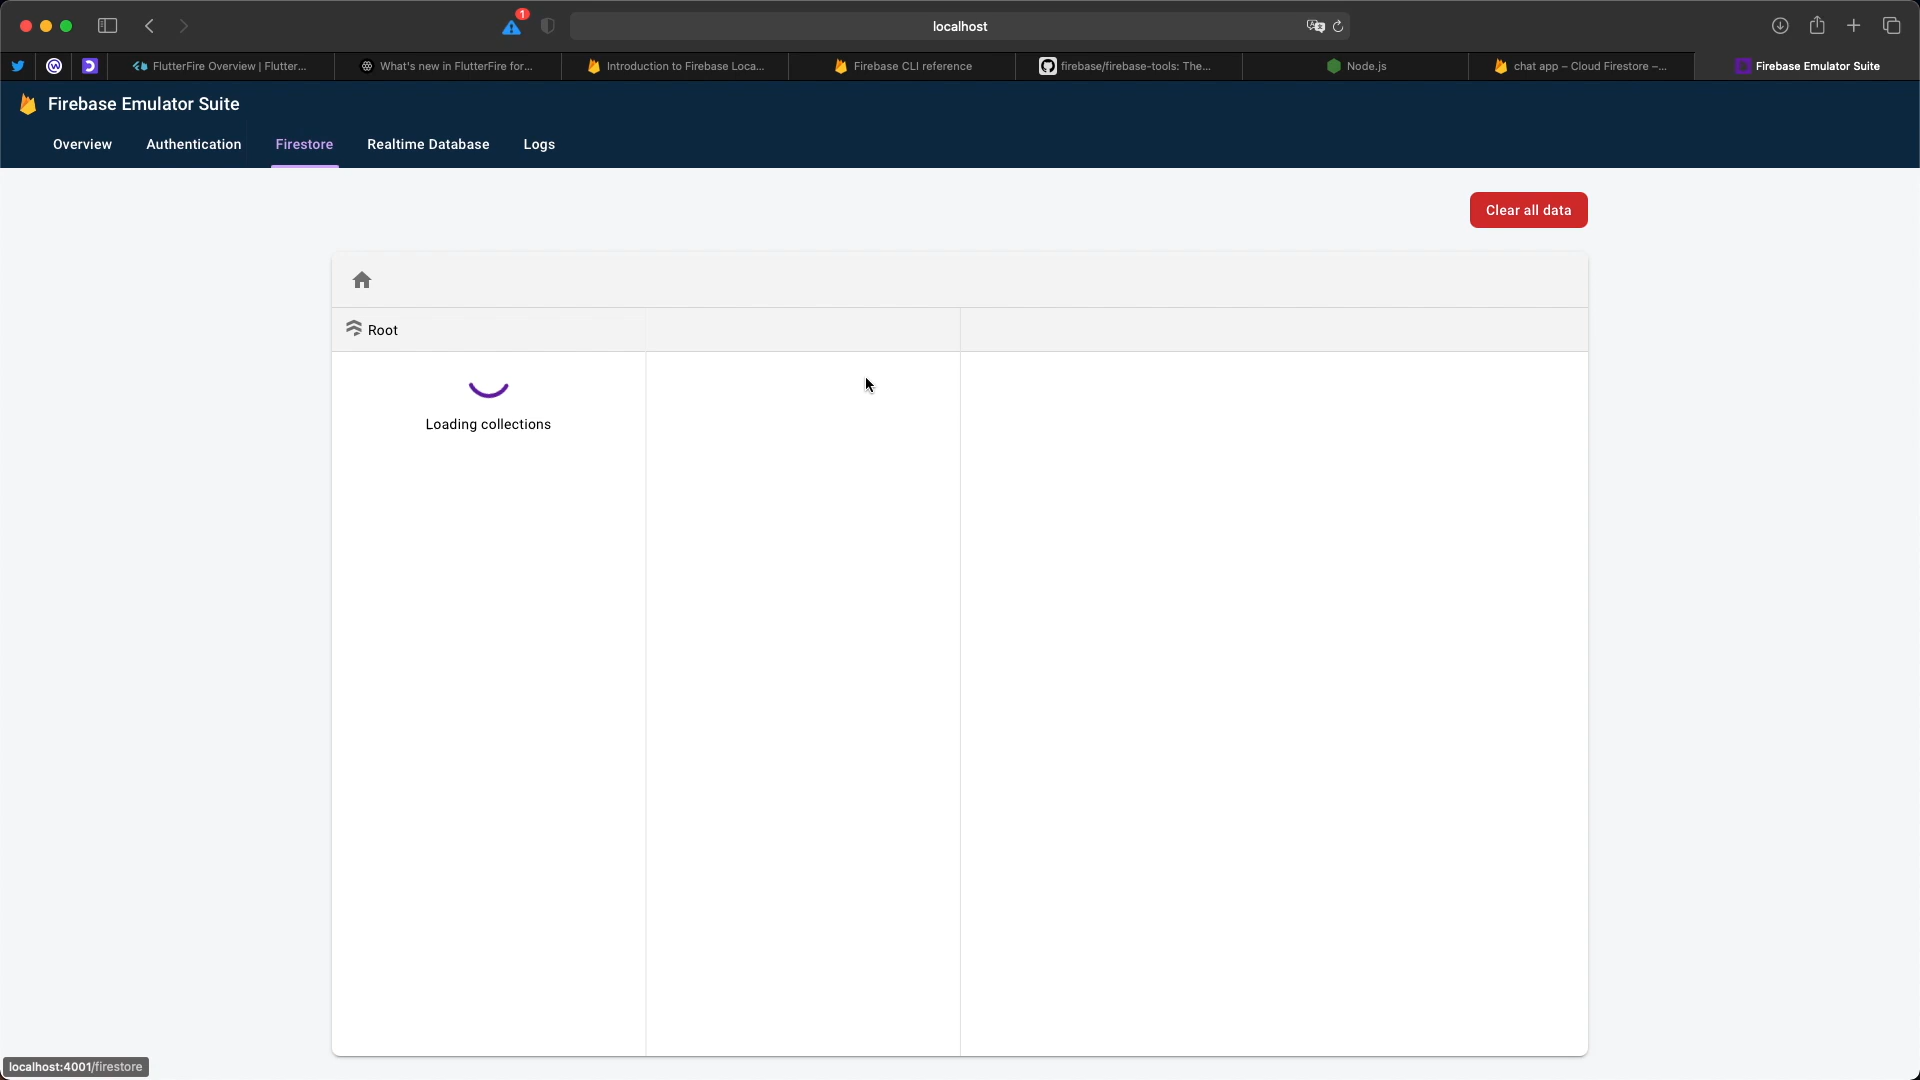 1
localhost
FlutterFire Overview | Flutter...
What's new in FlutterFire for...
Introduction to Firebase Loca...
Firebase CLI reference
firebase/firebase-tools: The...
Node.js
chat app – Cloud Firestore –...
Firebase Emulator Suite
Firebase Emulator Suite
Overview
Authentication
Firestore
Realtime Database
Logs
Clear all data
Root
Loading collections
localhost:4001/firestore